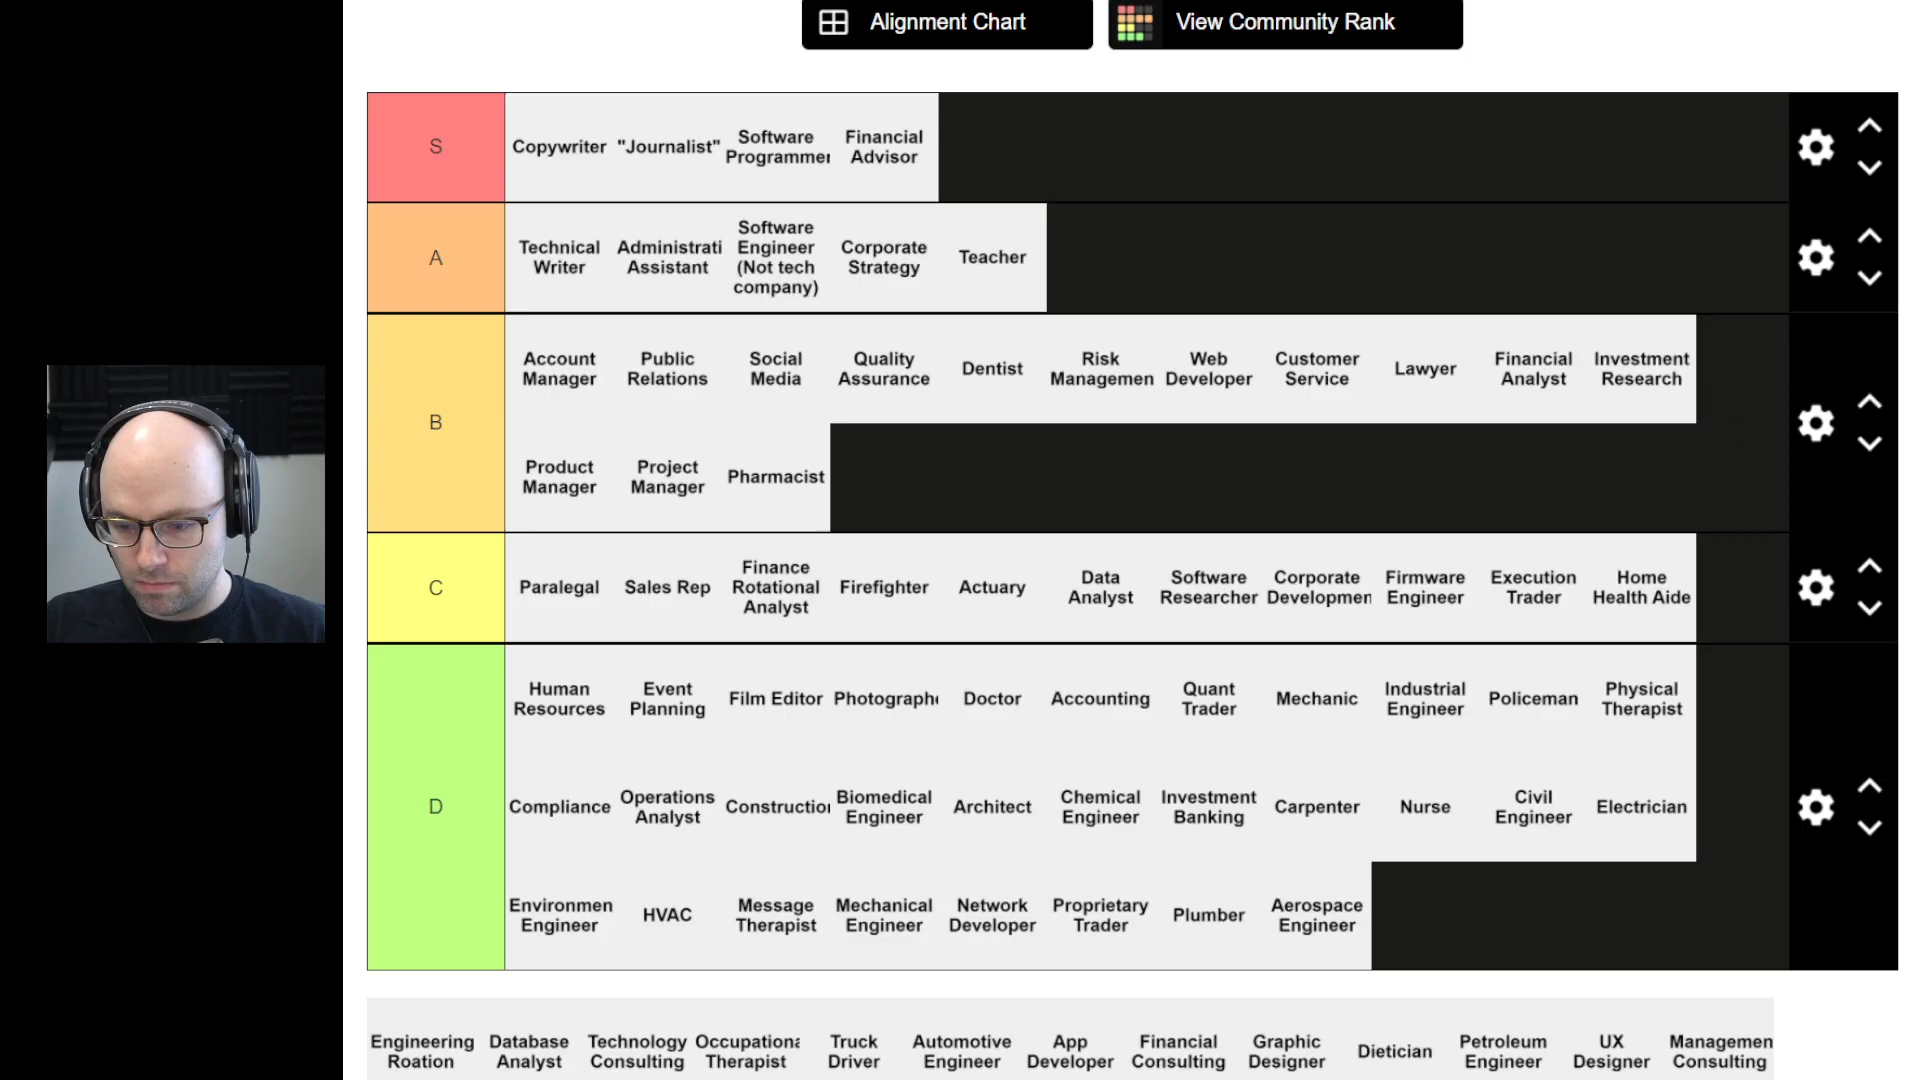 Alignment Chart
View Community Rank
S
Copywriter
"Journalist"
Software
Programmer
Financial
Advisor
A
Technical
Writer
Administrati
Assistant
Software
Engineer
(Not tech
company)
Corporate
Strategy
Teacher
B
Account
Manager
Public
Relations
Social
Media
Quality
Assurance
Dentist
Risk
Managemen
Web
Developer
Customer
Service
Lawyer
Financial
Analyst
Investment
Research
Product
Manager
Project
Manager
Pharmacist
C
Paralegal
Sales Rep
Finance
Rotational
Analyst
Firefighter
Actuary
Data
Analyst
Software
Researcher
Corporate
Developmen
Firmware
Engineer
Execution
Trader
Home
Health Aide
D
Human
Resources
Event
Planning
Film Editor
Photographe
Doctor
Accounting
Quant
Trader
Mechanic
Industrial
Engineer
Policeman
Physical
Therapist
Compliance
Operations
Analyst
Construction
Biomedical
Engineer
Architect
Chemical
Engineer
Investment
Banking
Carpenter
Nurse
Civil
Engineer
Electrician
Environmen
Engineer
HVAC
Message
Therapist
Mechanical
Engineer
Network
Developer
Proprietary
Trader
Plumber
Aerospace
Engineer
Engineering
Roation
Database
Analyst
Technology
Consulting
Occupationa
Therapist
Truck
Driver
Automotive
Engineer
App
Developer
Financial
Consulting
Graphic
Designer
Dietician
Petroleum
Engineer
UX
Designer
Managemen
Consulting